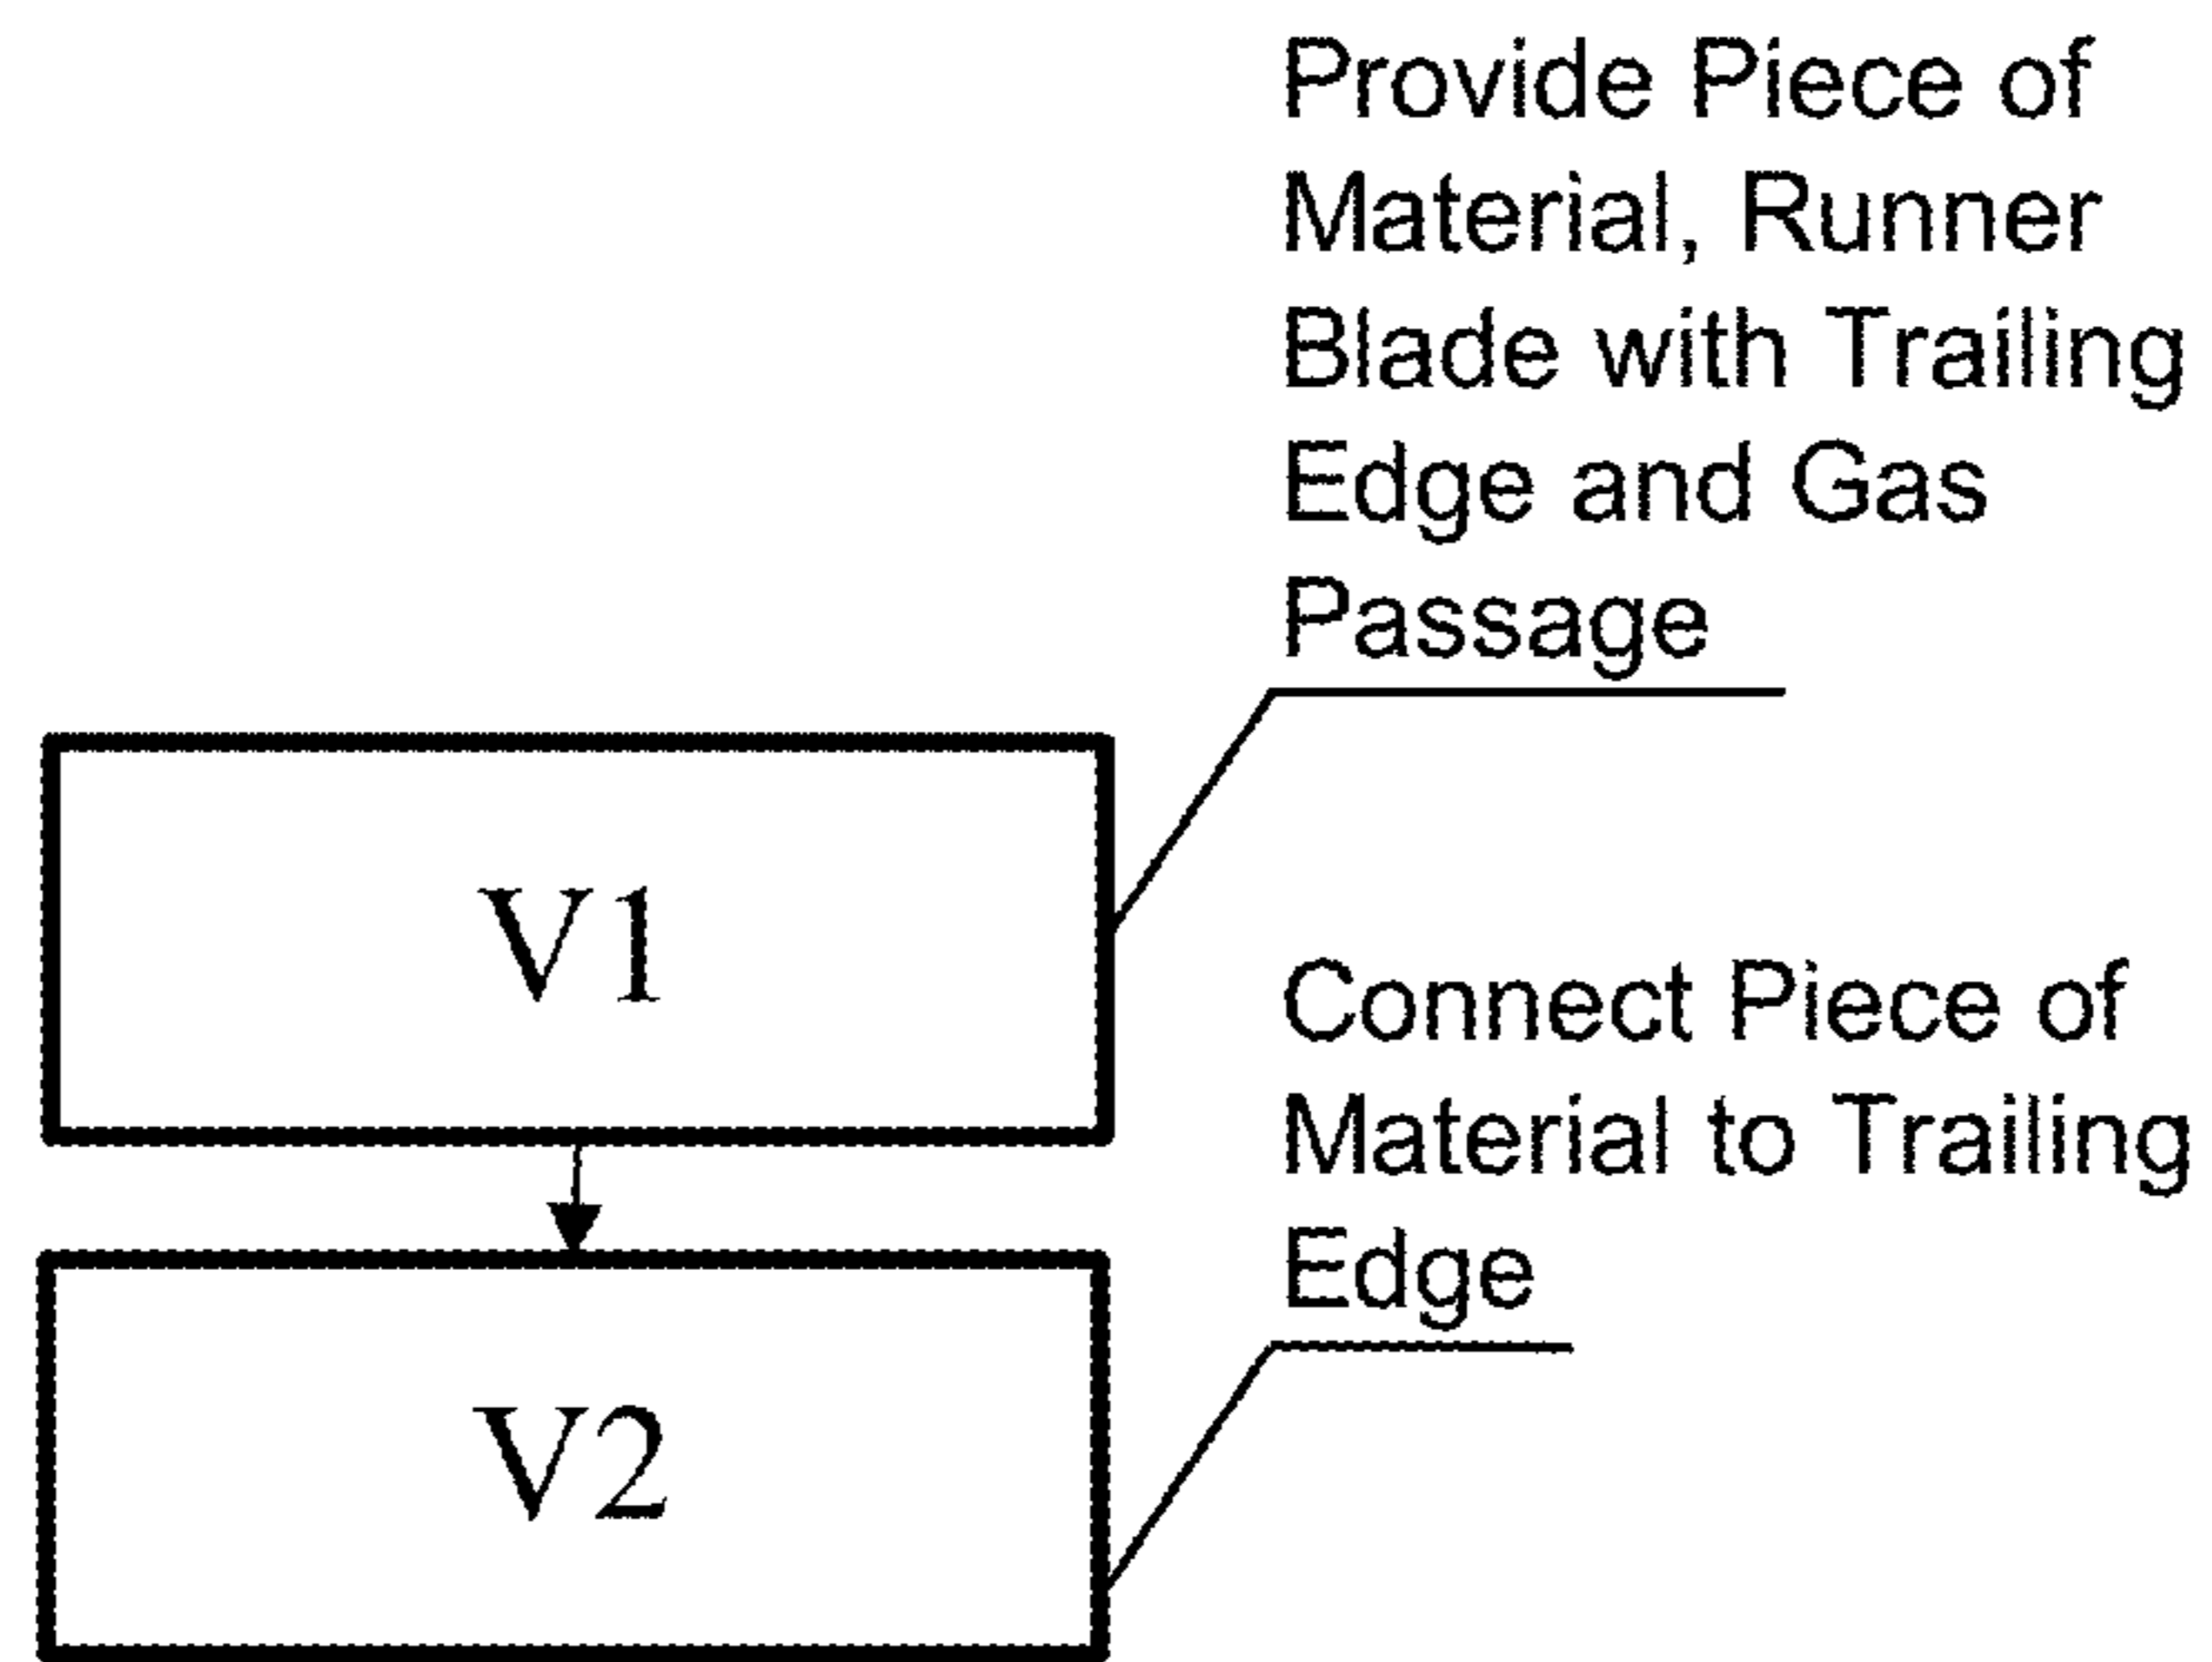 Provide Piece of
Material, Runner
Blade with Trailing
Edge and Gas
Passage
V1
Connect Piece of
Material to Trailing
Edge
V2